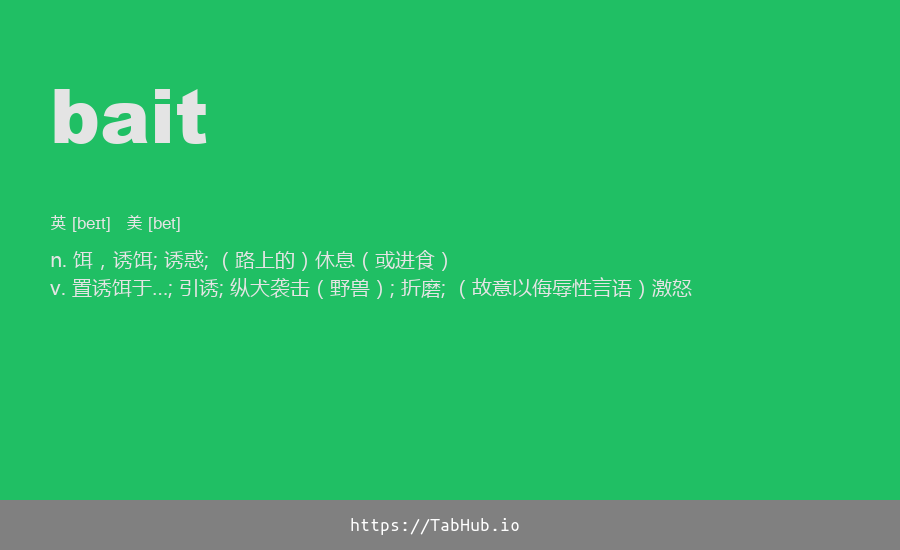 bait
英 [beɪt] 美 [bet]
n. 饵，诱饵; 诱惑; （路上的）休息（或进食）
v. 置诱饵于…; 引诱; 纵犬袭击（野兽）; 折磨; （故意以侮辱性言语）激怒
https://TabHub.io